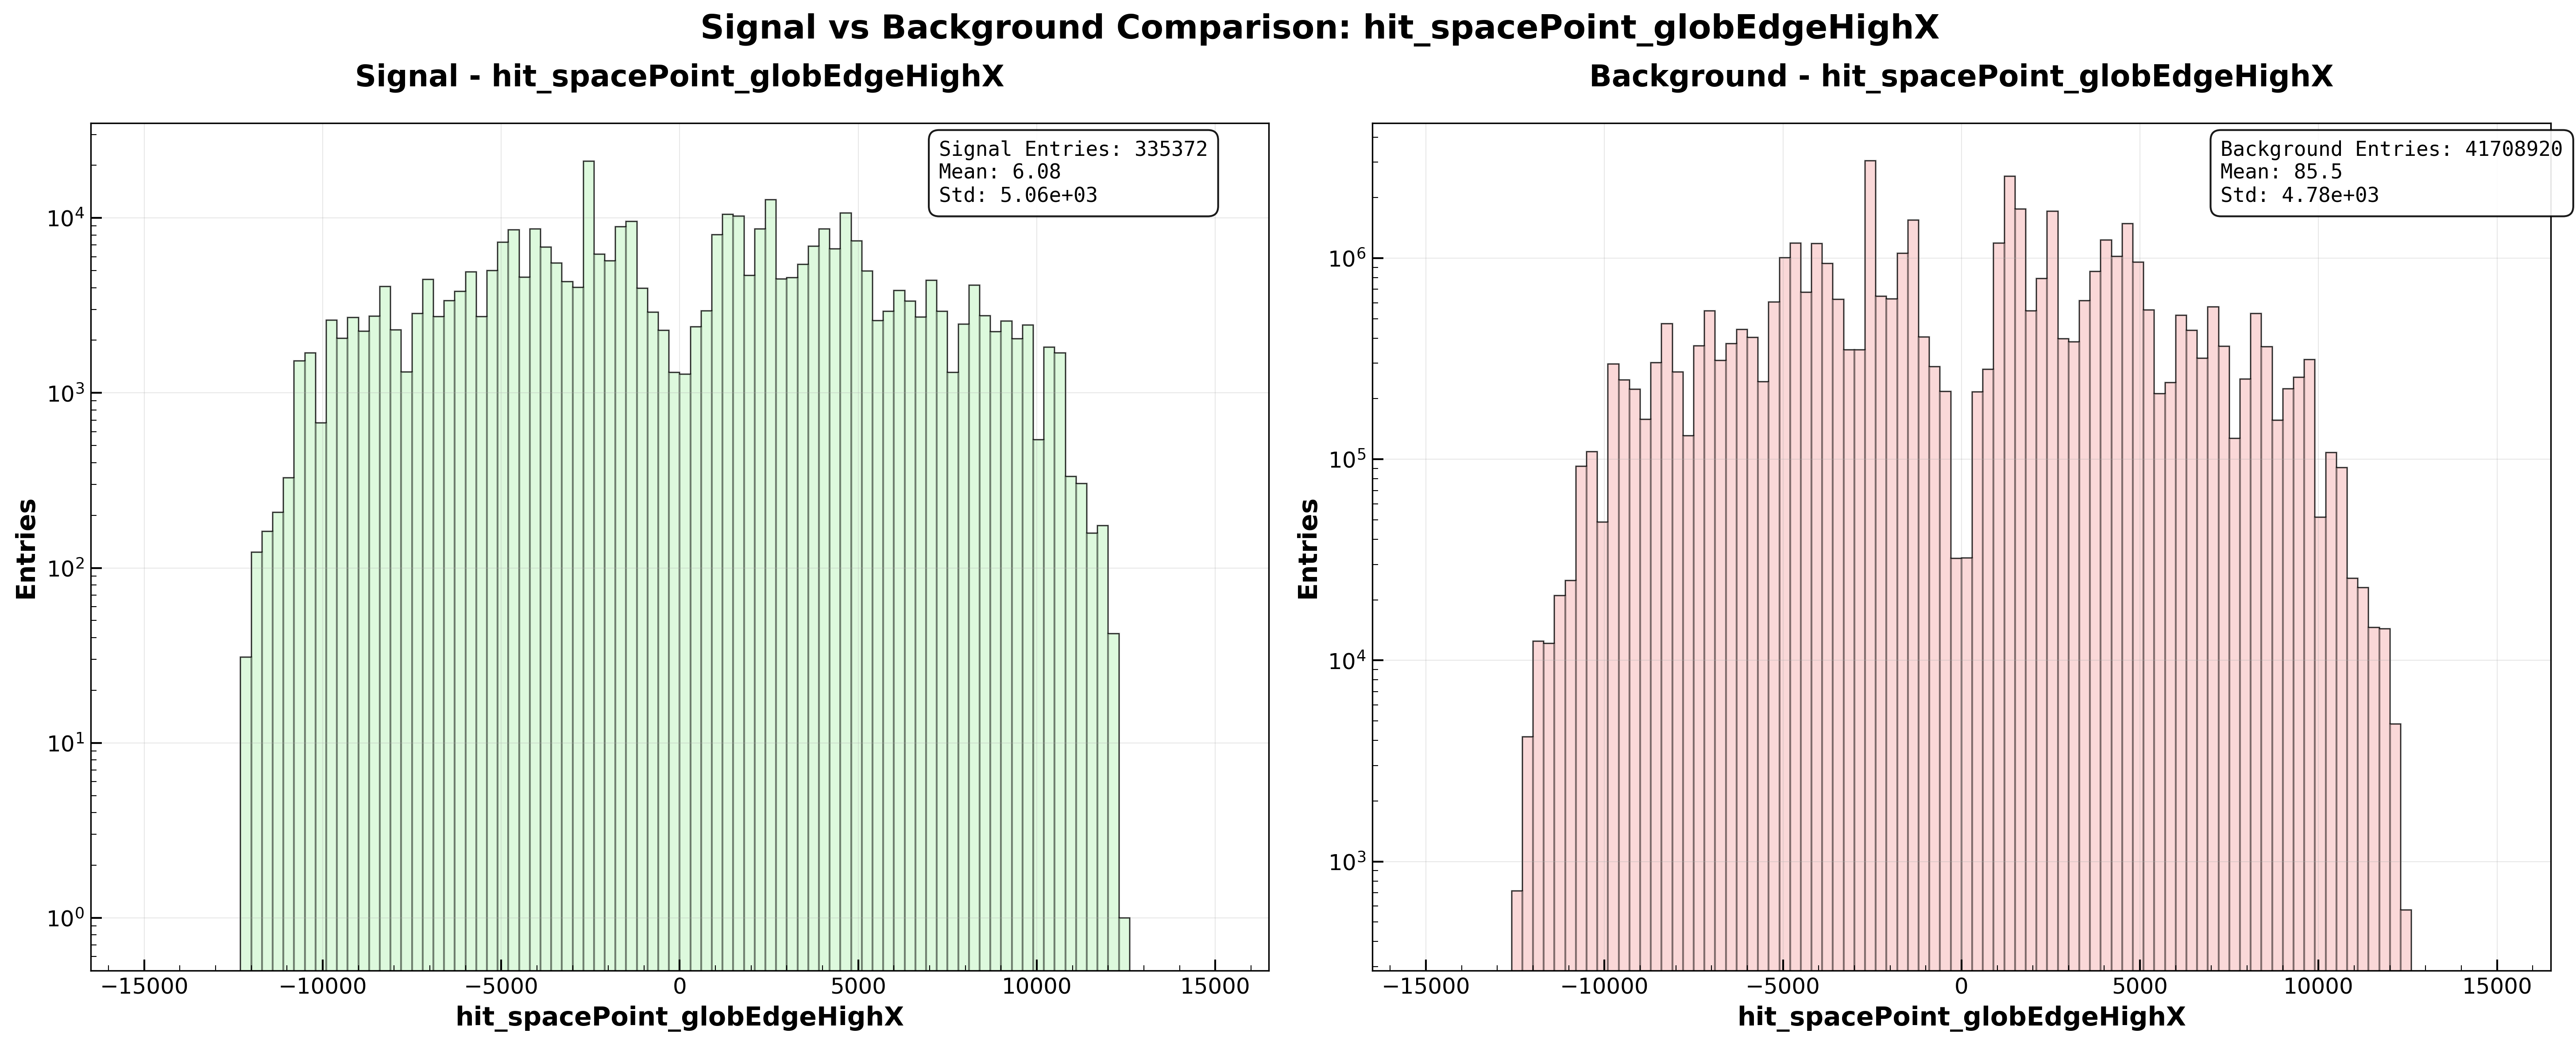 Signal vs Background Comparison: hit_spacePoint_globEdgeHighX
Signal - hit_spacePoint_globEdgeHighX
Signal Entries: 335372
Mean: 6.08
Std: 5.06e+03
Entries
10⁴
10³
10²
10¹
10⁰
−15000 −10000 −5000 0 5000 10000 15000
hit_spacePoint_globEdgeHighX
Background - hit_spacePoint_globEdgeHighX
Background Entries: 41708920
Mean: 85.5
Std: 4.78e+03
Entries
10⁶
10⁵
10⁴
10³
−15000 −10000 −5000 0 5000 10000 15000
hit_spacePoint_globEdgeHighX